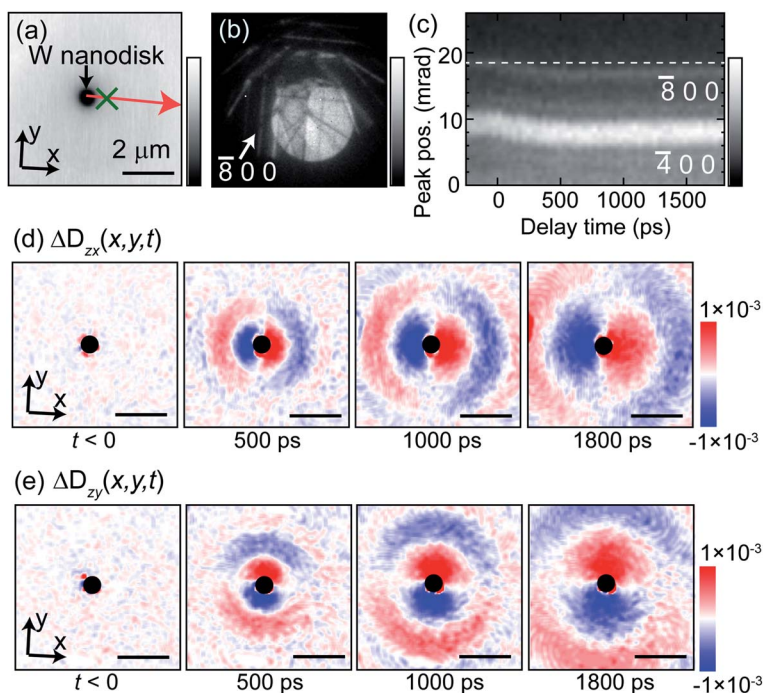 (a)
W nanodisk
y
x
2 μm
(b)
8̅ 0 0
(c)
Peak pos. (mrad)
20
10
0
8̅ 0 0
4̅ 0 0
0 500 1000 1500
Delay time (ps)
(d) ΔDzx(x,y,t)
y
x
t < 0 500 ps 1000 ps 1800 ps
1×10⁻³
-1×10⁻³
(e) ΔDzy(x,y,t)
y
x
t < 0 500 ps 1000 ps 1800 ps
1×10⁻³
-1×10⁻³